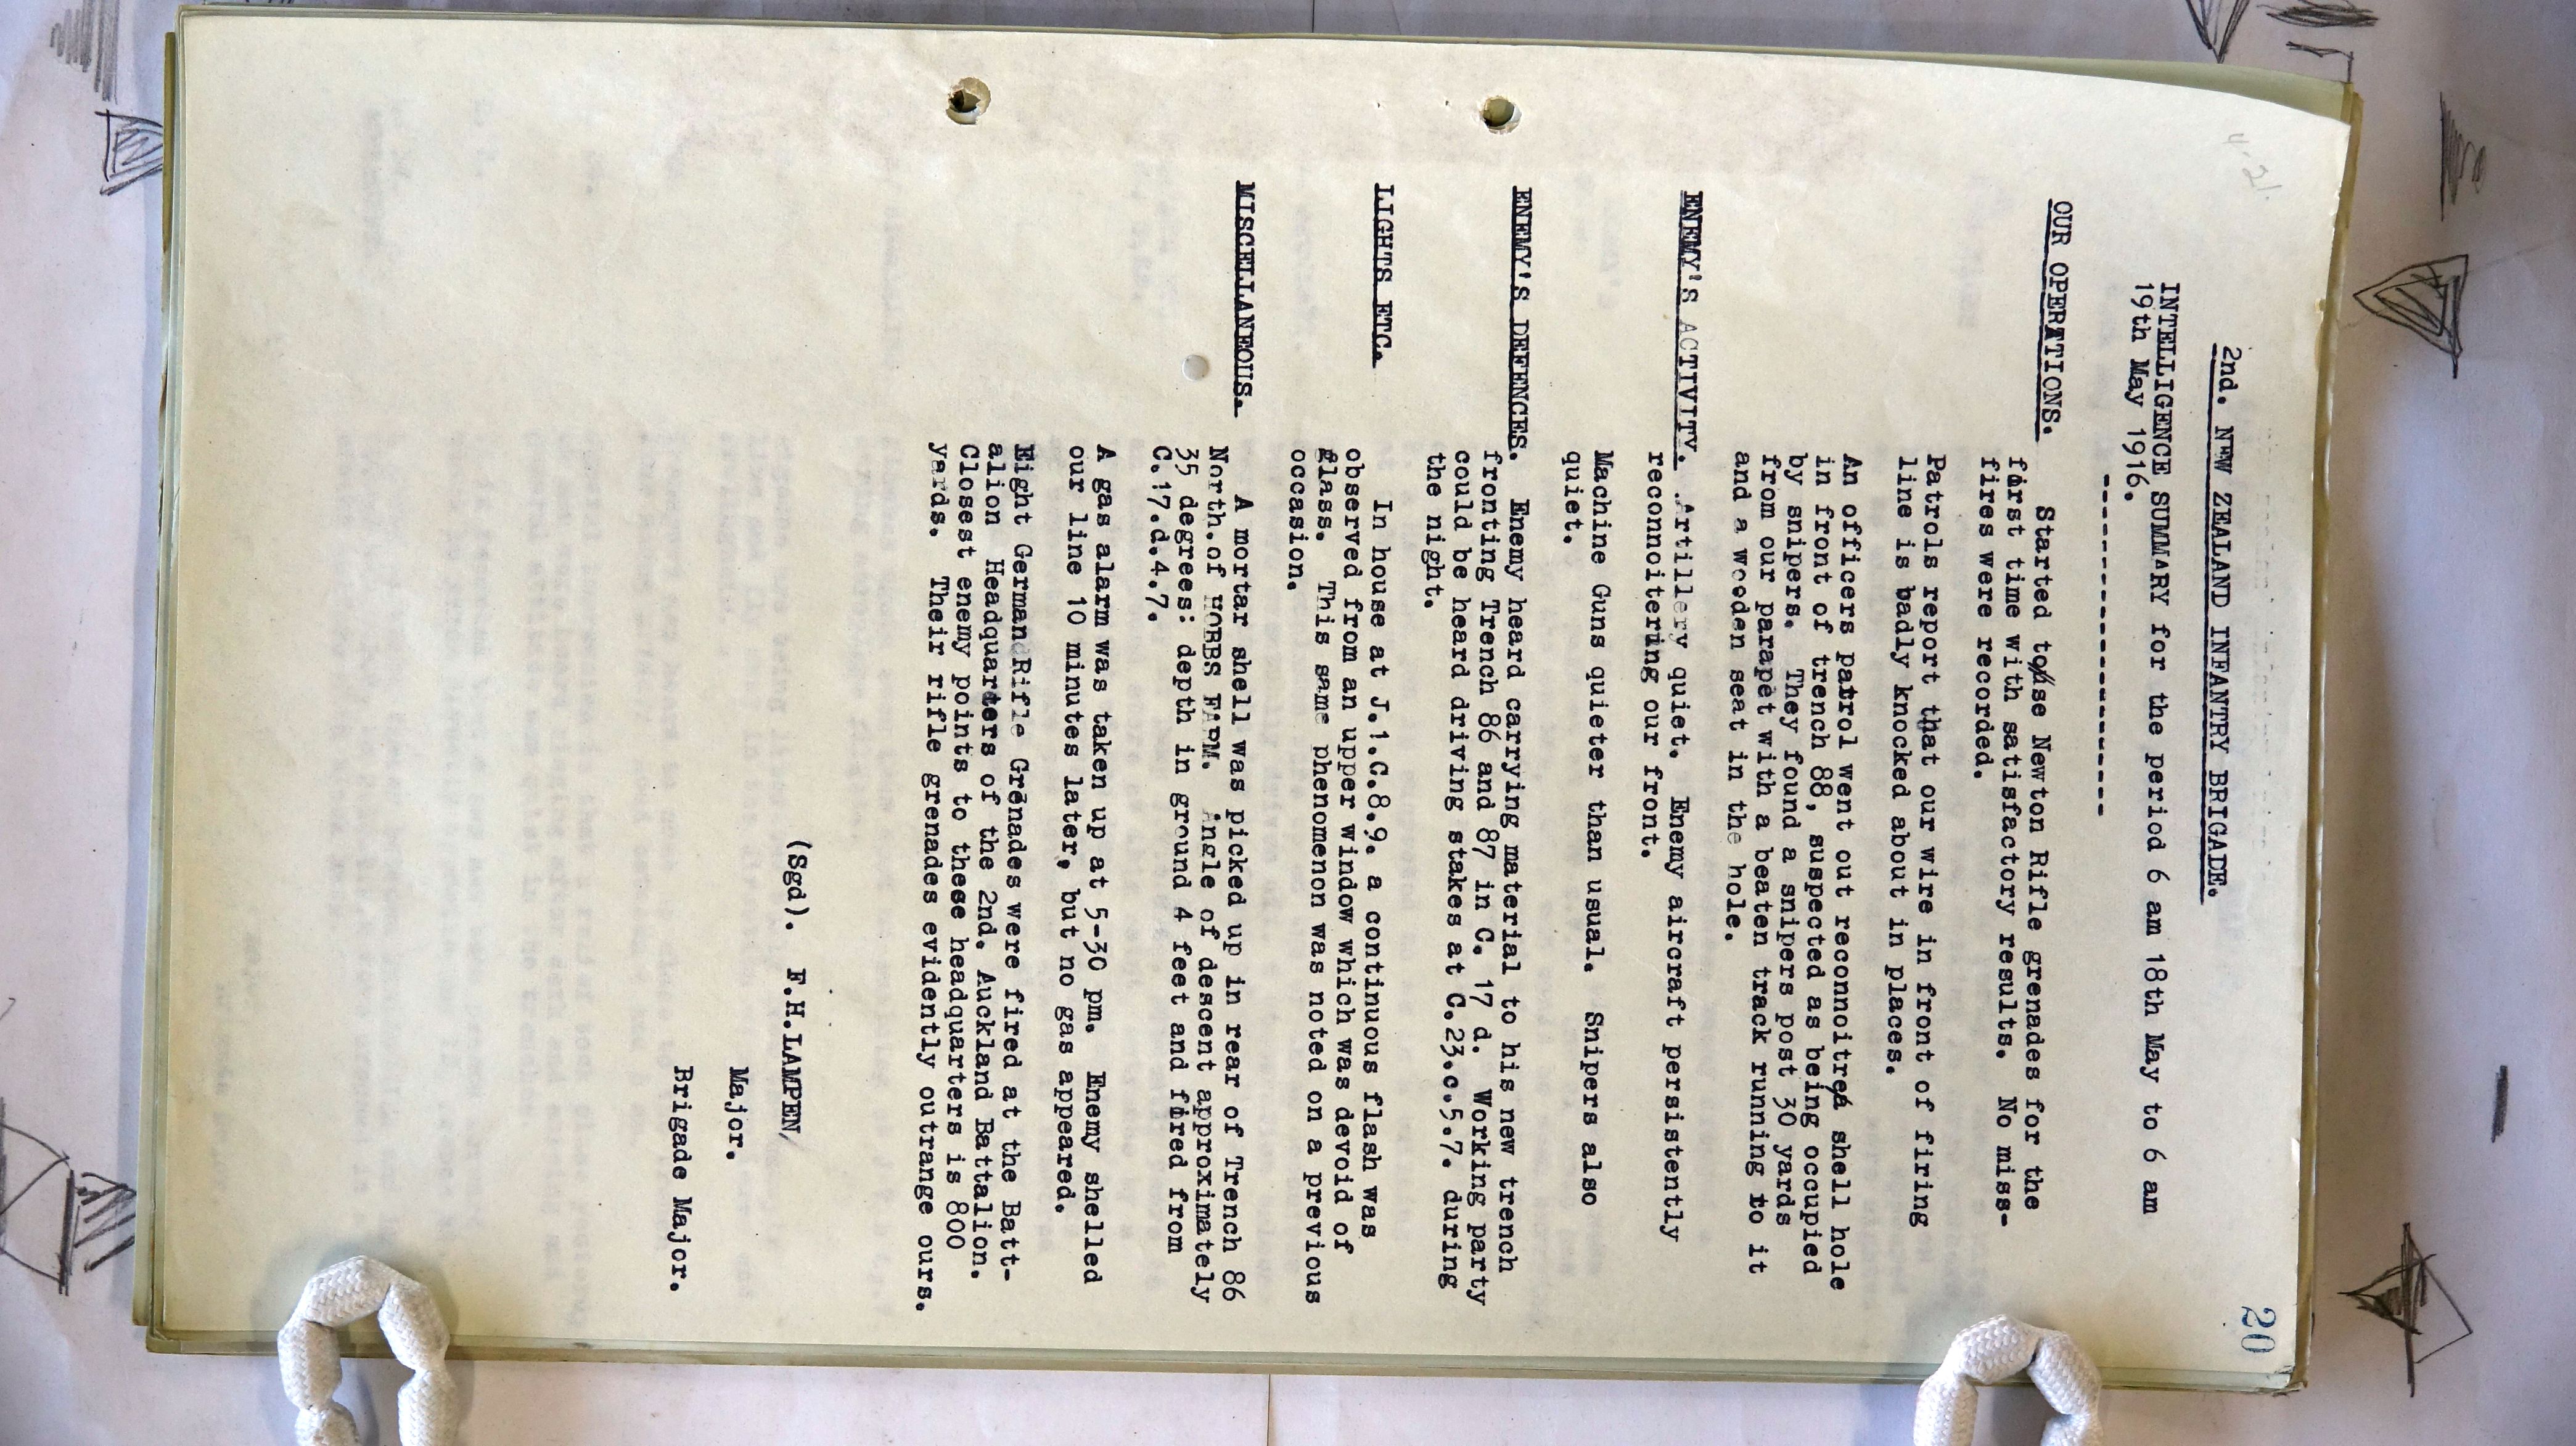 4-21.
20
2nd. NEW ZEALAND INFANTRY BRIGADE.
INTELLIGENCE SUMMARY for the period 6 am 18th May to 6 am
19th May 1916.
OUR OPERATIONS.
Started to use Newton Rifle grenades for the
first time with satisfactory results. No miss-
fires were recorded.
Patrols report that our wire in front of firing
line is badly knocked about in places.
An officers patrol went out reconnoitred shell hole
in front of trench 88, suspected as being occupied
by snipers. They found a snipers post 30 yards
from our parapet with a beaten track running to it
and a wooden seat in the hole.
ENEMY'S ACTIVITY. Artillery quiet. Enemy aircraft persistently
reconnoitering our front.
Machine Guns quieter than usual. Snipers also
quiet.
ENEMY'S DEFENCES. Enemy heard carrying material to his new trench
fronting Trench 86 and 87 in C. 17 d. Working party
could be heard driving stakes at C.23.c.5.7. during
the night.
LIGHTS ETC.
In house at J.1.C.8.9. a continuous flash was
observed from an upper window which was devoid of
glass. This same phenomenon was noted on a previous
occasion.
MISCELLANEOUS.
A mortar shell was picked up in rear of Trench 86
North.of HOBBS FARM. Angle of descent approximately
35 degrees: depth in ground 4 feet and fired from
C.17.d.4.7.
A gas alarm was taken up at 5-30 pm. Enemy shelled
our line 10 minutes later, but no gas appeared.
Eight German Rifle Grenades were fired at the Batt-
alion Headquarters of the 2nd. Auckland Battalion.
Closest enemy points to these headquarters is 800
yards. Their rifle grenades evidently outrange ours.
(Sgd). F.H.LAMPEN/
Major.
Brigade Major.